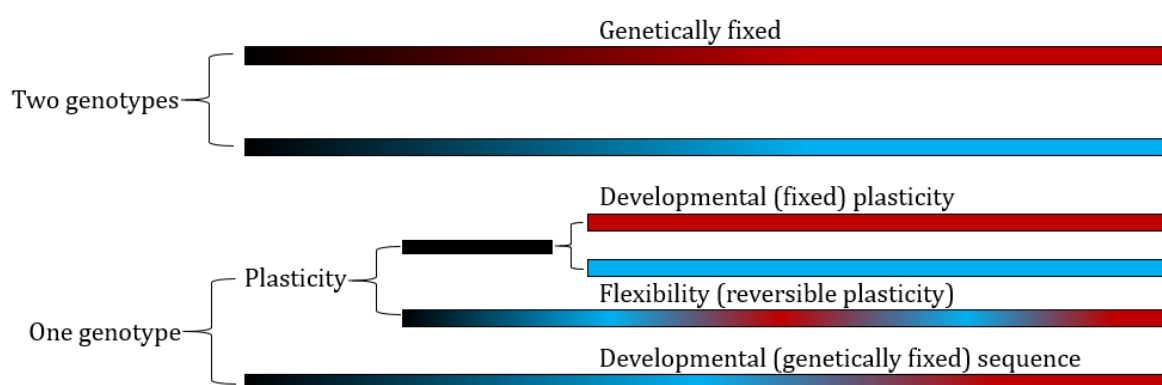 Genetically fixed
Two genotypes
Developmental (fixed) plasticity
Plasticity
Flexibility (reversible plasticity)
One genotype
Developmental (genetically fixed) sequence